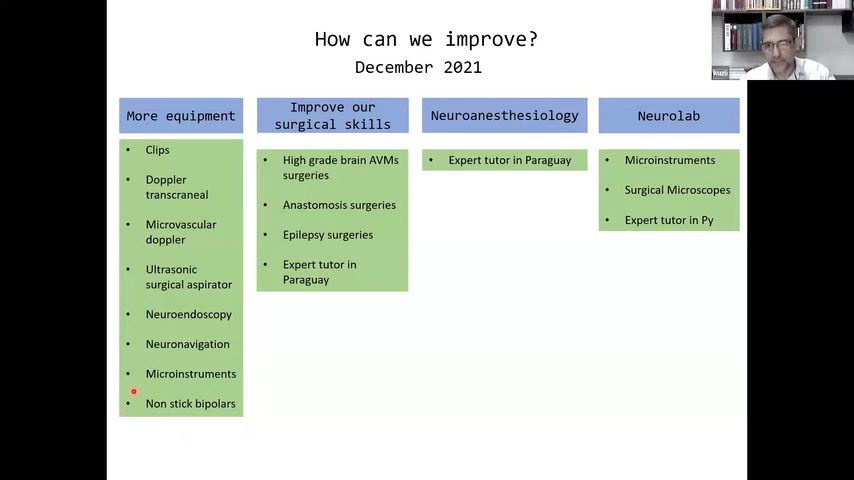 How can we improve?
December 2021
More equipment
• Clips
• Doppler
transcraneal
• Microvascular
doppler
• Ultrasonic
surgical aspirator
• Neuroendoscopy
• Neuronavigation
• Microinstruments
• Non stick bipolars
Improve our
surgical skills
• High grade brain AVMs
surgeries
• Anastomosis surgeries
• Epilepsy surgeries
• Expert tutor in
Paraguay
Neuroanesthesiology
• Expert tutor in Paraguay
Neurolab
• Microinstruments
• Surgical Microscopes
• Expert tutor in Py